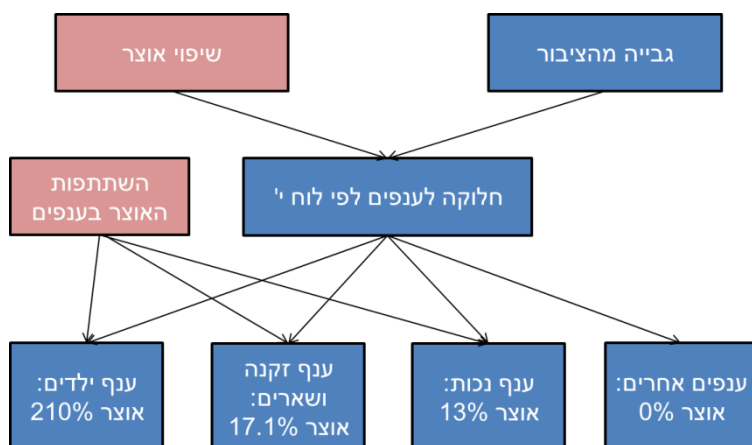 גבייה מהציבור
שיפוי אוצר
חלוקה לענפים לפי לוח י'
השתתפות
האוצר בענפים
ענפים אחרים:
אוצר 0%
ענף נכות:
אוצר 13%
ענף זקנה
ושארים:
אוצר 17.1%
ענף ילדים:
אוצר 210%